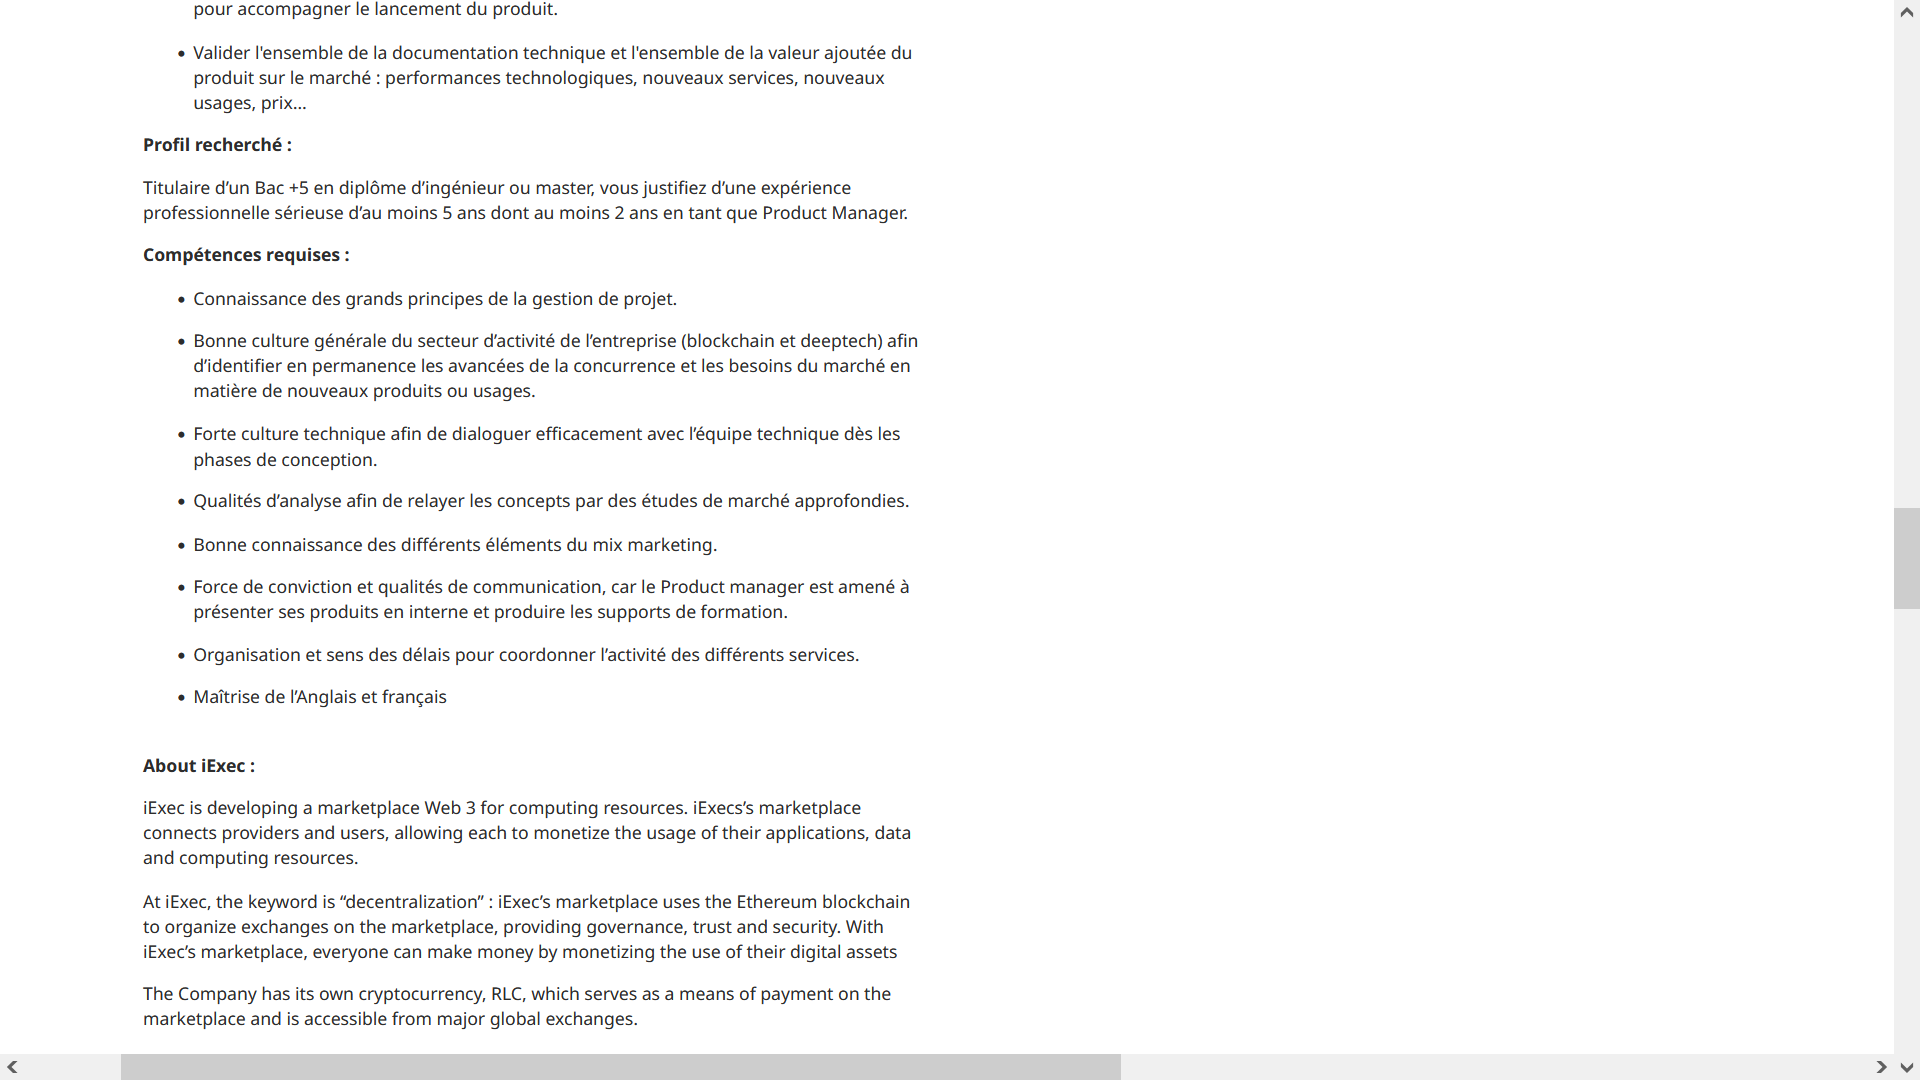 pour accompagner le lancement du produit.
Valider l'ensemble de la documentation technique et l'ensemble de la valeur ajoutée du
produit sur le marché : performances technologiques, nouveaux services, nouveaux
usages, prix...
Profil recherché :
Titulaire d’un Bac +5 en diplôme d’ingénieur ou master, vous justifiez d’une expérience
professionnelle sérieuse d’au moins 5 ans dont au moins 2 ans en tant que Product Manager.
Compétences requises :
Connaissance des grands principes de la gestion de projet.
Bonne culture générale du secteur d’activité de l’entreprise (blockchain et deeptech) afin
d’identifier en permanence les avancées de la concurrence et les besoins du marché en
matière de nouveaux produits ou usages.
Forte culture technique afin de dialoguer efficacement avec l’équipe technique dès les
phases de conception.
Qualités d’analyse afin de relayer les concepts par des études de marché approfondies.
Bonne connaissance des différents éléments du mix marketing.
Force de conviction et qualités de communication, car le Product manager est amené à
présenter ses produits en interne et produire les supports de formation.
Organisation et sens des délais pour coordonner l’activité des différents services.
Maîtrise de l’Anglais et français
About iExec :
iExec is developing a marketplace Web 3 for computing resources. iExecs’s marketplace
connects providers and users, allowing each to monetize the usage of their applications, data
and computing resources.
At iExec, the keyword is “decentralization” : iExec’s marketplace uses the Ethereum blockchain
to organize exchanges on the marketplace, providing governance, trust and security. With
iExec’s marketplace, everyone can make money by monetizing the use of their digital assets
The Company has its own cryptocurrency, RLC, which serves as a means of payment on the
marketplace and is accessible from major global exchanges.